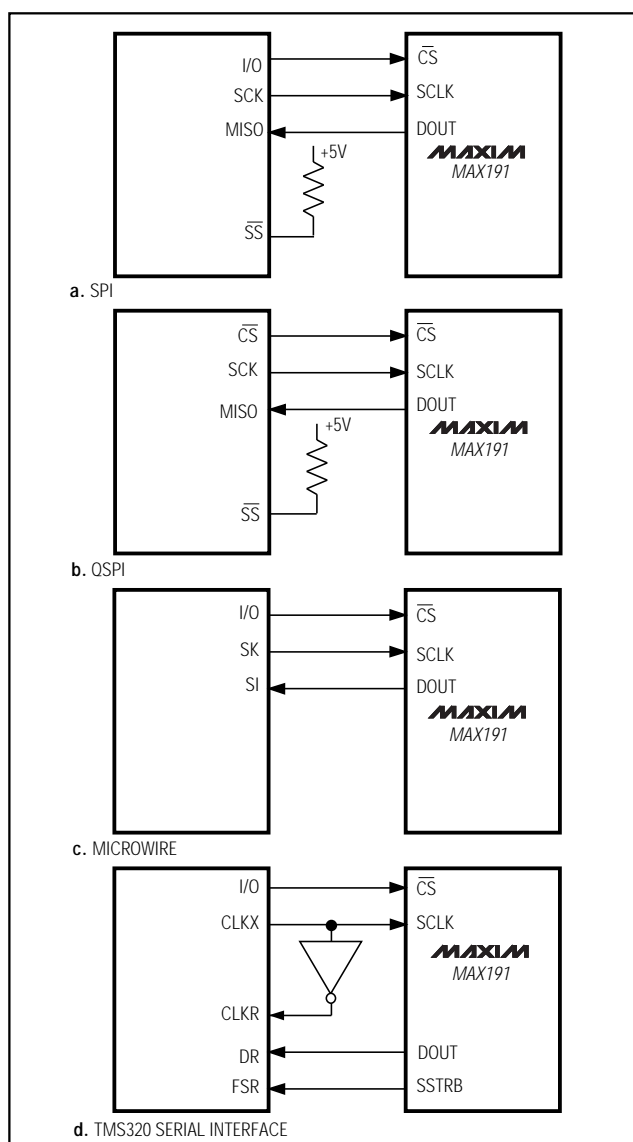 I/O C̅S̅
SCK SCLK
MISO DOUT
+5V MAXIM
MAX191
S̅S̅
a. SPI
C̅S̅ C̅S̅
SCK SCLK
MISO DOUT
+5V MAXIM
MAX191
S̅S̅
b. QSPI
I/O C̅S̅
SK SCLK
SI DOUT
MAXIM
MAX191
c. MICROWIRE
I/O C̅S̅
CLKX SCLK
MAXIM
MAX191
CLKR
DR DOUT
FSR SSTRB
d. TMS320 SERIAL INTERFACE